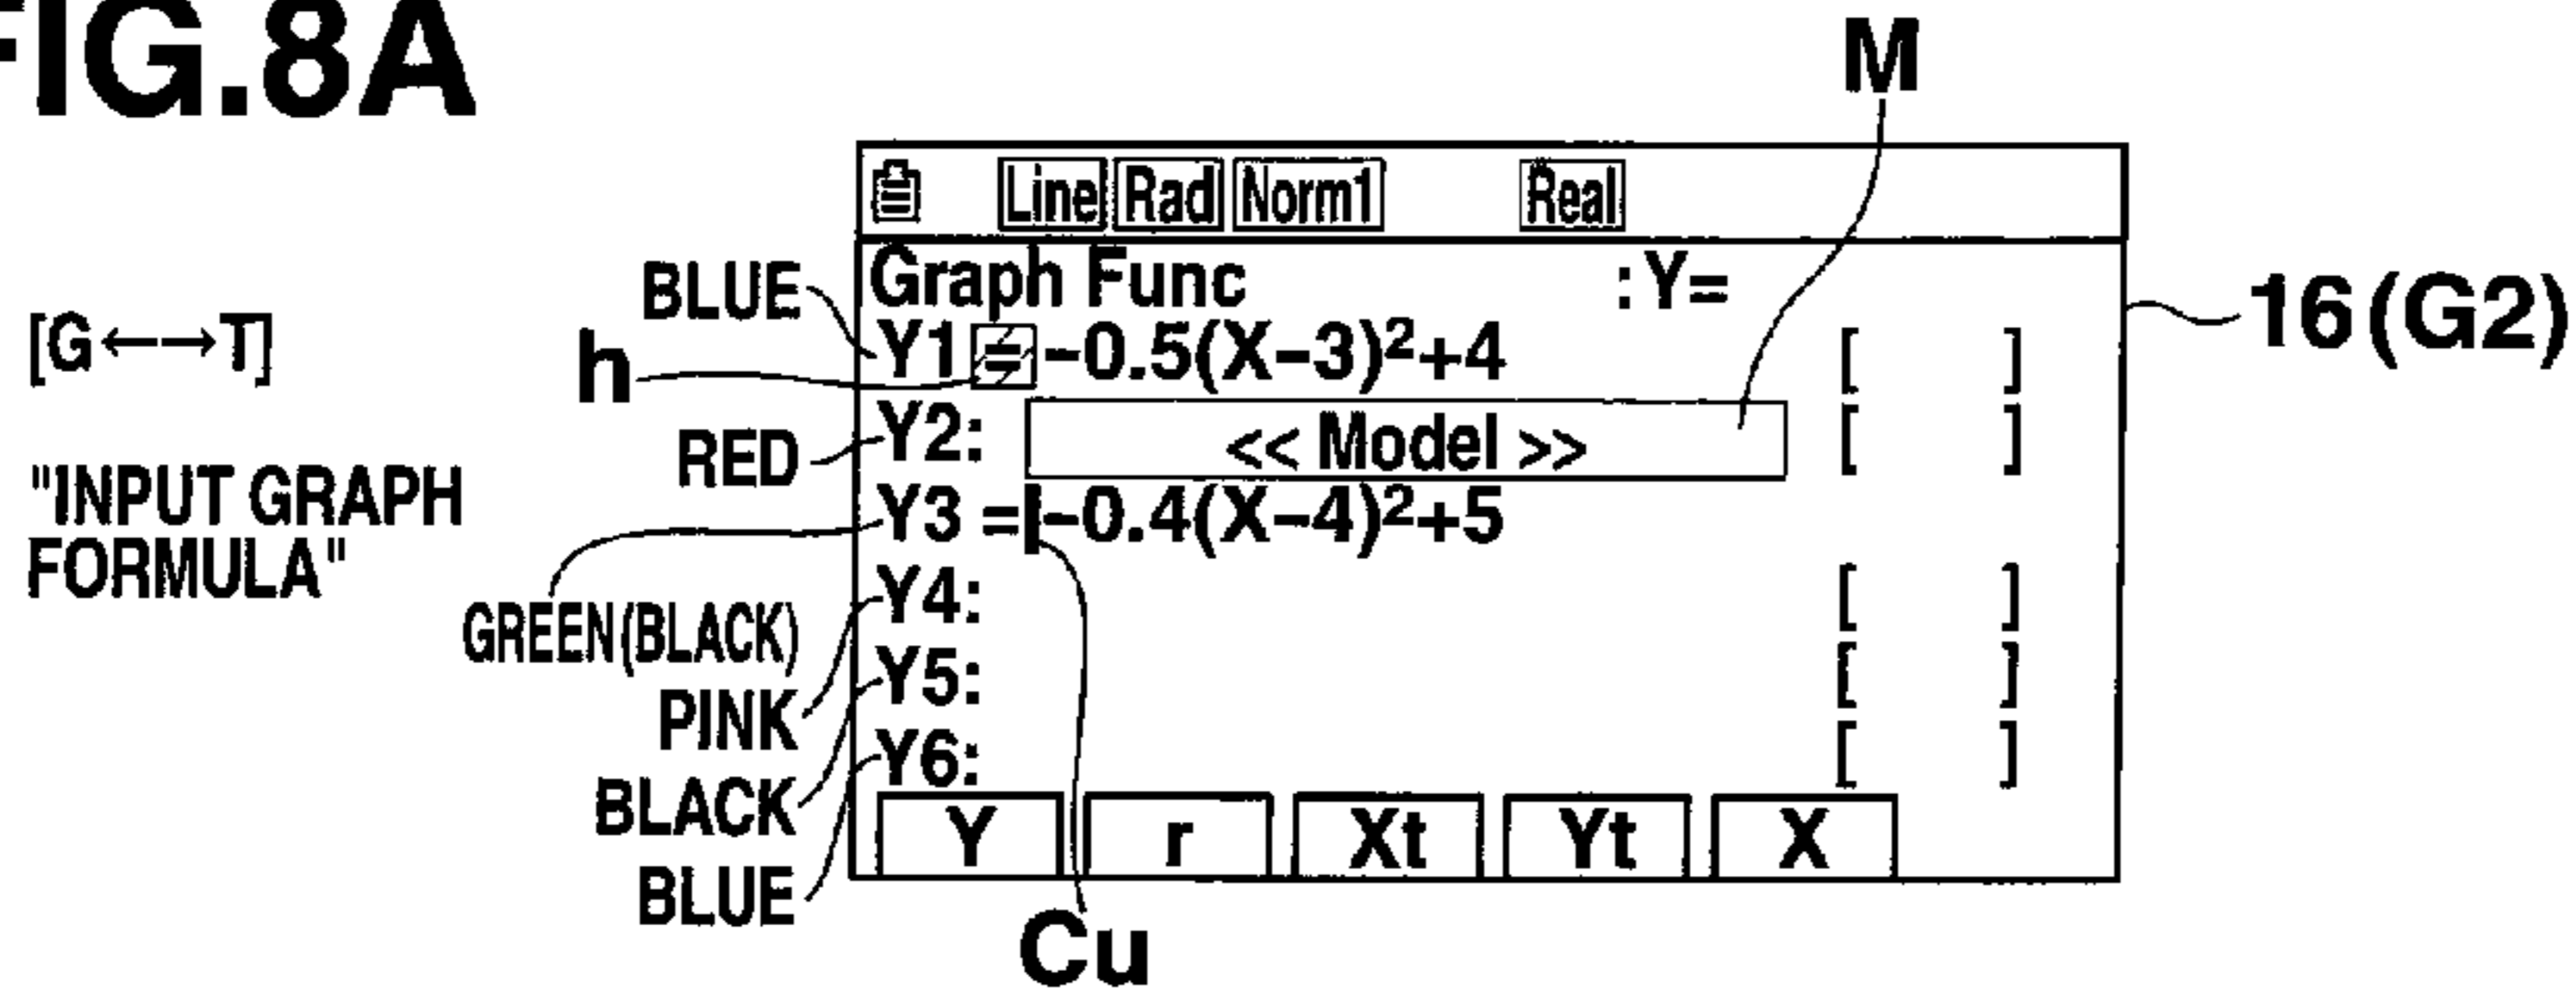 FIG.8A
M
Line Rad Norm1 Real
Graph Func :Y=
BLUE
16(G2)
[G←→T]
h
Y1 = -0.5(X-3)²+4 [ ]
RED
Y2: << Model >> [ ]
"INPUT GRAPH
FORMULA"
Y3 =-0.4(X-4)²+5
GREEN(BLACK)
Y4: [ ]
PINK
Y5: [ ]
BLACK
Y6: [ ]
BLUE
Y r Xt Yt X
Cu